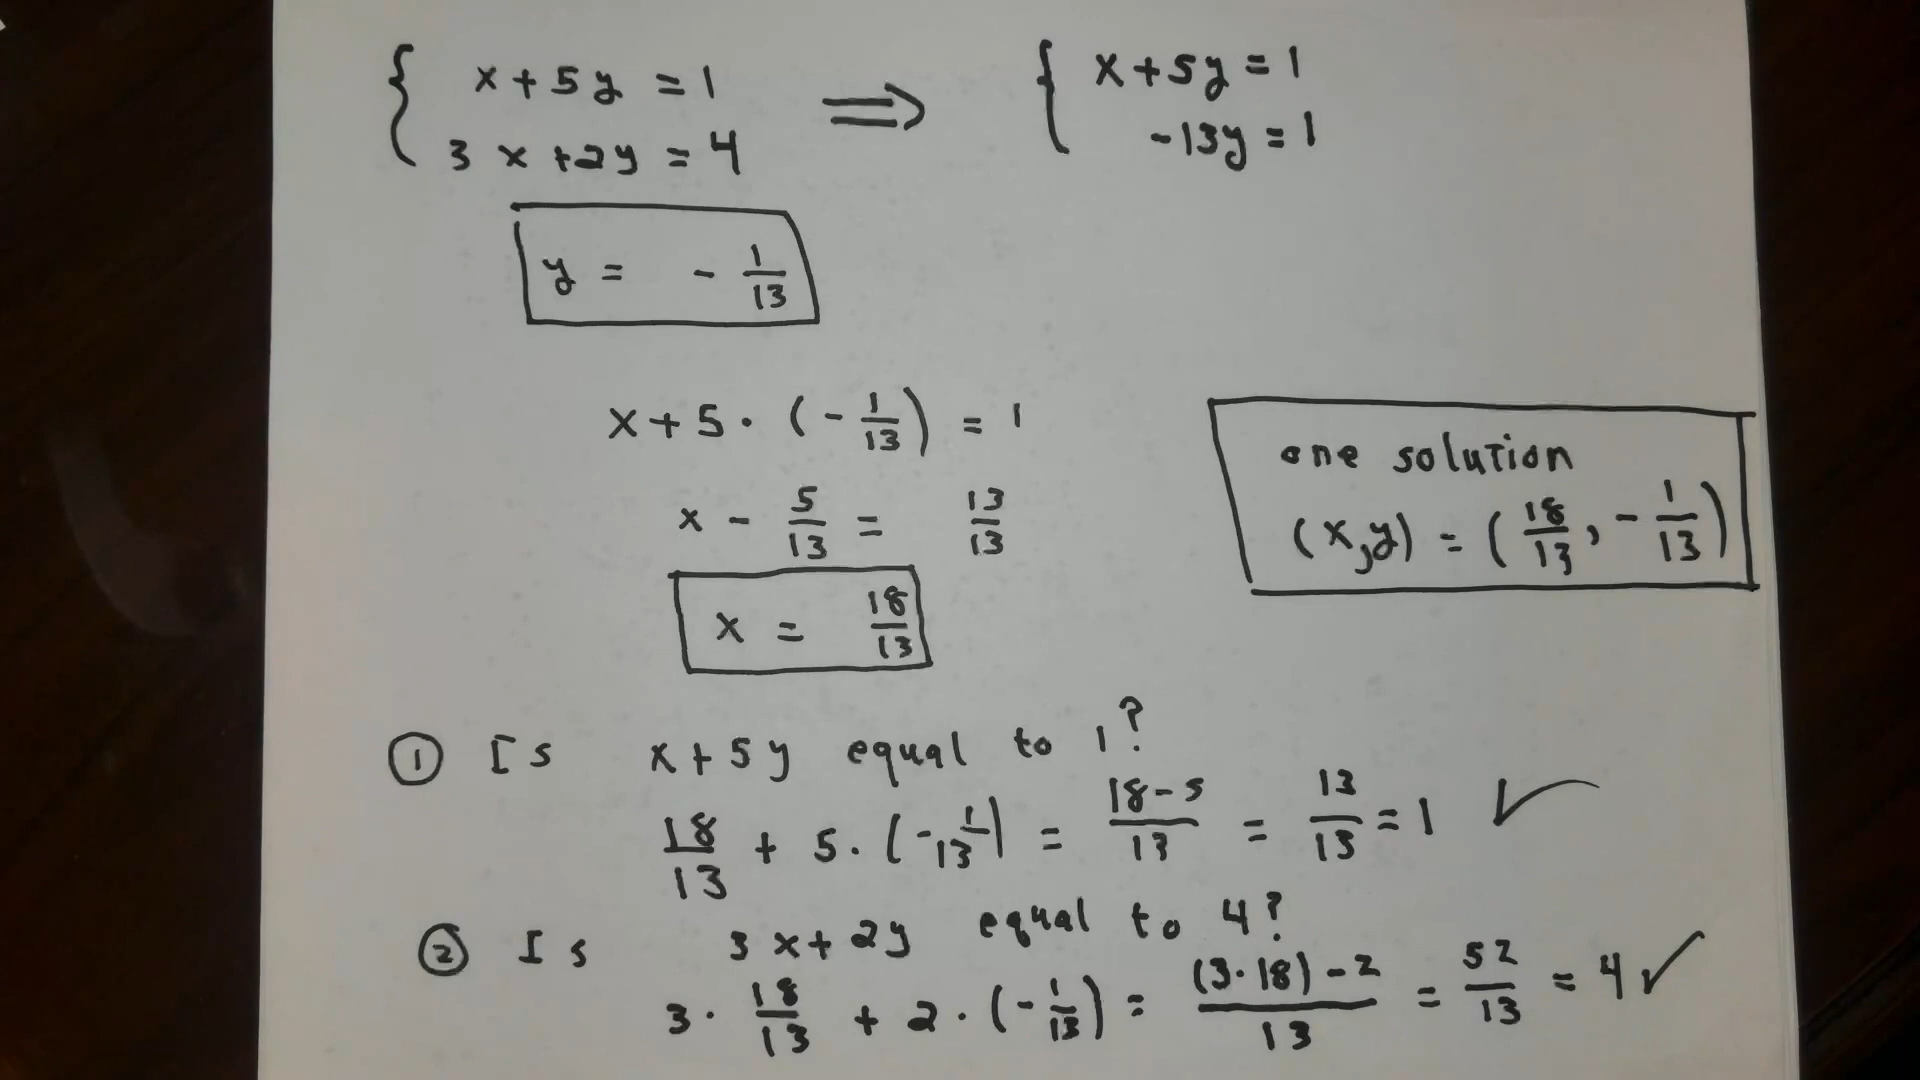 { x + 5y = 1 ⟹ { x + 5y = 1
3x + 2y = 4 -13y = 1
y = - 1/13
x + 5 · (- 1/13) = 1
x - 5/13 = 13/13
x = 18/13
one solution
(x,y) = (18/13, - 1/13)
① Is x + 5y equal to 1?
18/13 + 5 · (- 1/13) = (18-5)/13 = 13/13 = 1 ✓
② Is 3x + 2y equal to 4?
3 · 18/13 + 2 · (- 1/13) = ((3·18) - 2)/13 = 52/13 = 4 ✓